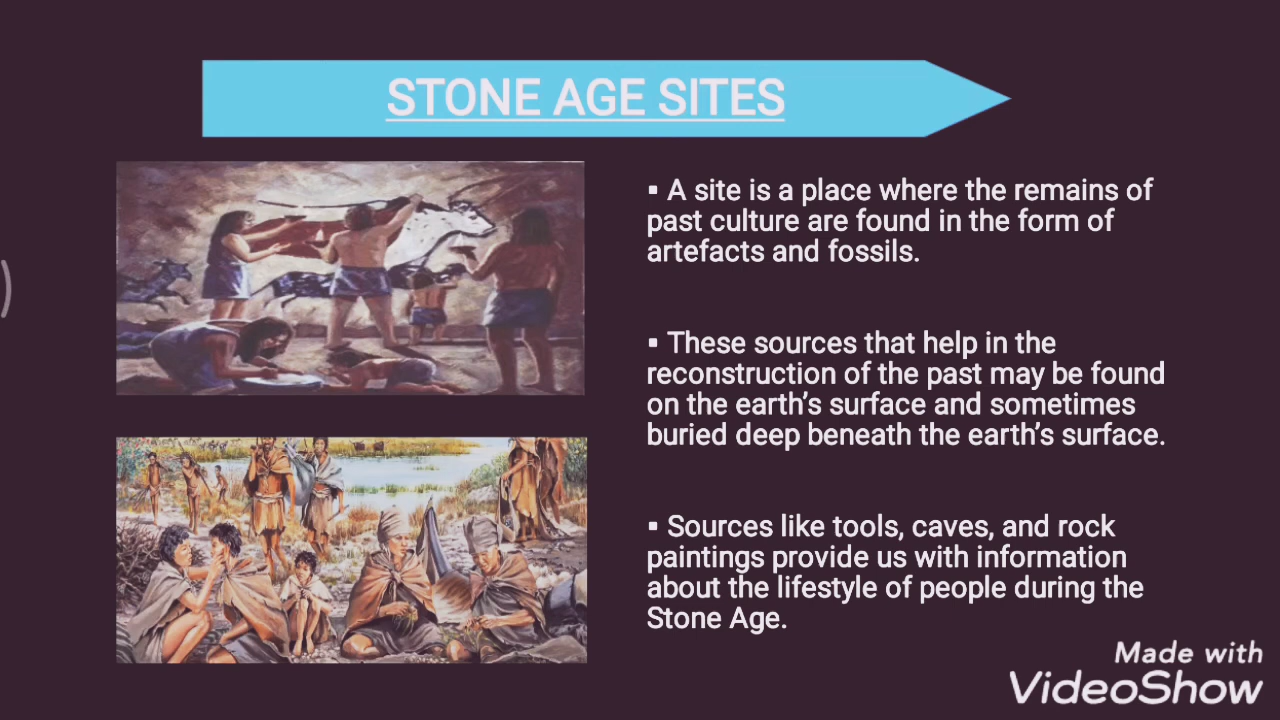 STONE AGE SITES
▪ A site is a place where the remains of
past culture are found in the form of
artefacts and fossils.
▪ These sources that help in the
reconstruction of the past may be found
on the earth’s surface and sometimes
buried deep beneath the earth’s surface.
▪ Sources like tools, caves, and rock
paintings provide us with information
about the lifestyle of people during the
Stone Age.
Made with
VideoShow